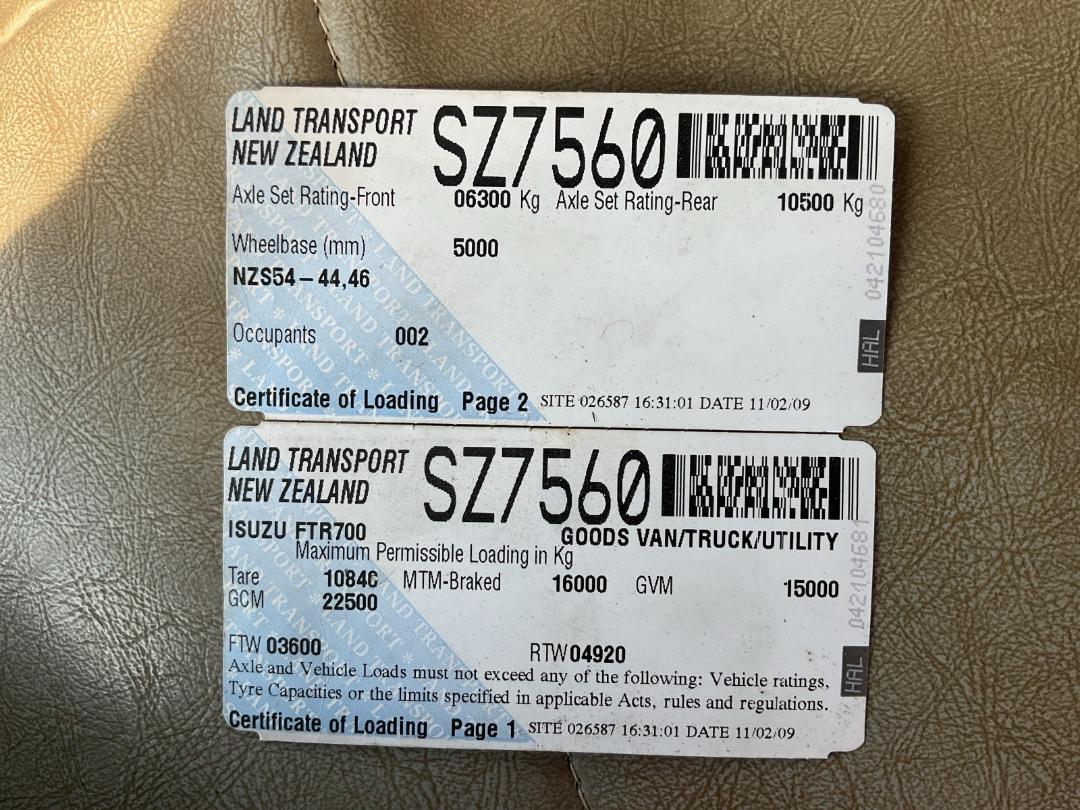 LAND TRANSPORT
NEW ZEALAND
SZ7560
Axle Set Rating-Front 06300 Kg Axle Set Rating-Rear 10500 Kg
Wheelbase (mm) 5000
NZS54 – 44,46
Occupants 002
042104680
HAL
Certificate of Loading Page 2 SITE 026587 16:31:01 DATE 11/02/09
LAND TRANSPORT
NEW ZEALAND
SZ7560
ISUZU FTR700 GOODS VAN/TRUCK/UTILITY
Maximum Permissible Loading in Kg
Tare MTM-Braked 16000 GVM 15000
GCM 22500
FTW 03600 RTW 04920
Axle and Vehicle Loads must not exceed any of the following: Vehicle ratings,
Tyre Capacities or the limits specified in applicable Acts, rules and regulations.
042104681
HAL
Certificate of Loading Page 1 SITE 026587 16:31:01 DATE 11/02/09